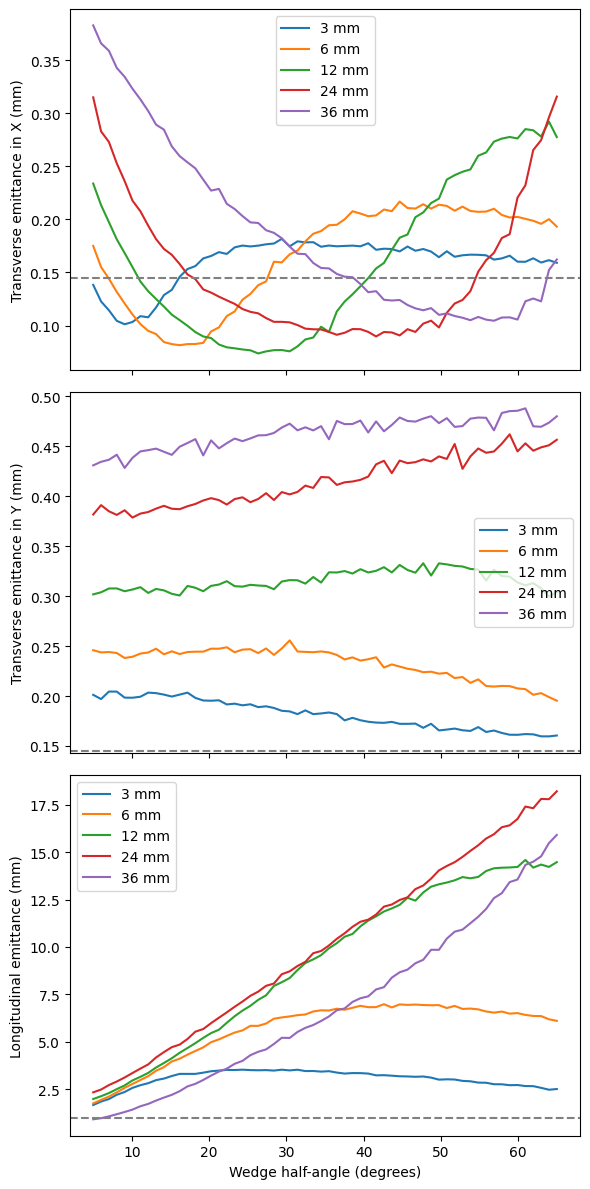 Transverse emittance in X (mm)
0.35
0.30
0.25
0.20
0.15
0.10
3 mm
6 mm
12 mm
24 mm
36 mm
Transverse emittance in Y (mm)
0.50
0.45
0.40
0.35
0.30
0.25
0.20
0.15
3 mm
6 mm
12 mm
24 mm
36 mm
Longitudinal emittance (mm)
17.5
15.0
12.5
10.0
7.5
5.0
2.5
3 mm
6 mm
12 mm
24 mm
36 mm
10 20 30 40 50 60
Wedge half-angle (degrees)